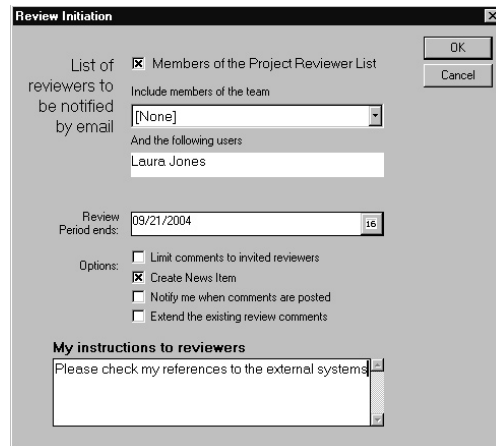 Review Initiation
OK
Cancel
List of
reviewers to
be notified
by email
Members of the Project Reviewer List
Include members of the team
[None]
And the following users
Laura Jones
Review
Period ends:
09/21/2004
16
Options:
Limit comments to invited reviewers
Create News Item
Notify me when comments are posted
Extend the existing review comments
My instructions to reviewers
Please check my references to the external systems